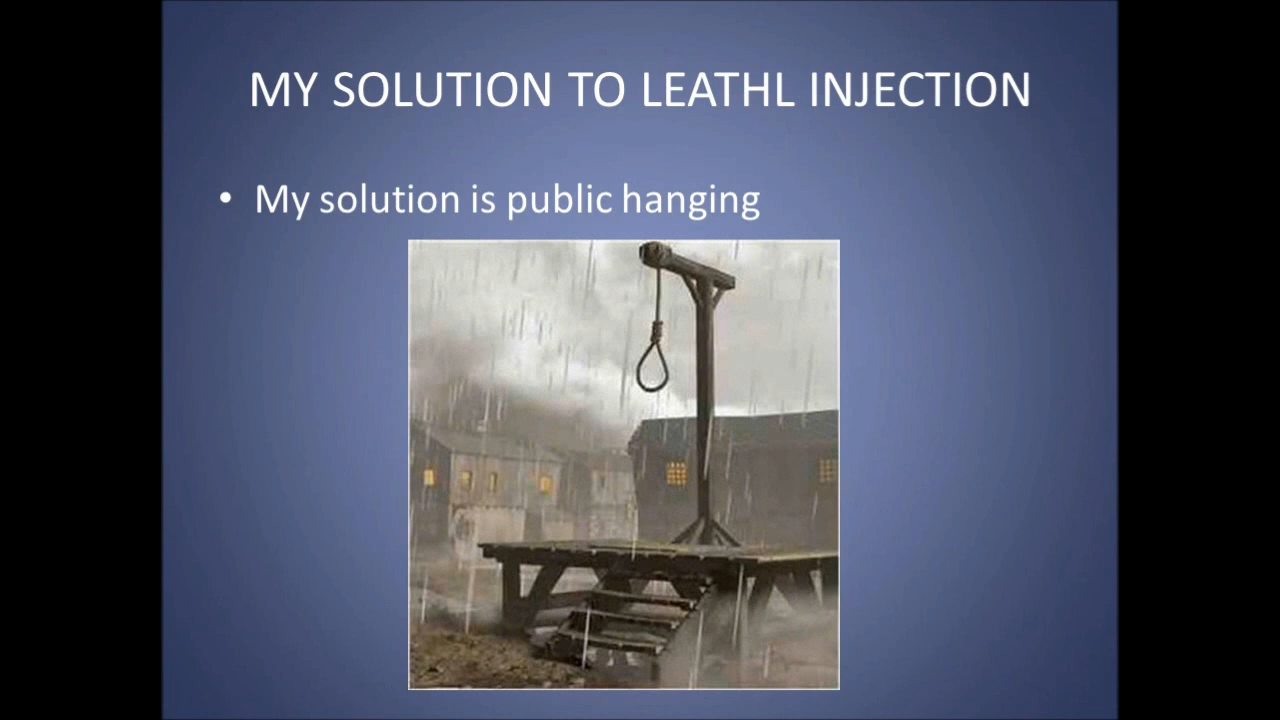 MY SOLUTION TO LEATHL INJECTION
• My solution is public hanging